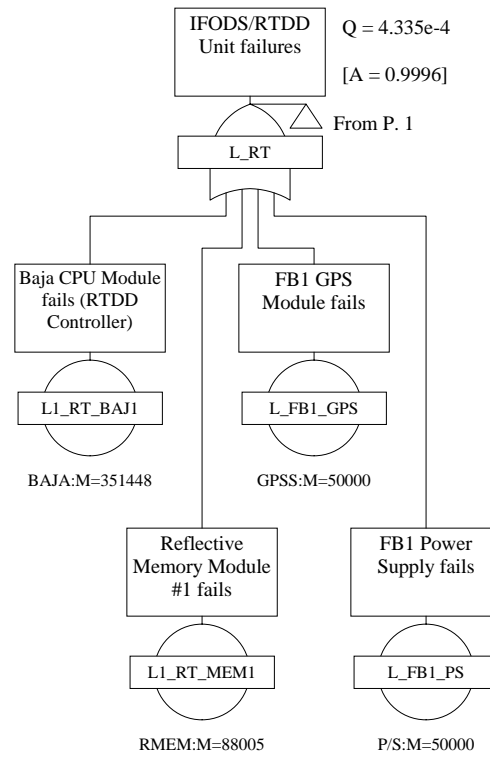 IFODS/RTDD
Unit failures
Q = 4.335e-4
[A = 0.9996]
From P. 1
L_RT
Baja CPU Module
fails (RTDD
Controller)
L1_RT_BAJ1
BAJA:M=351448
FB1 GPS
Module fails
L_FB1_GPS
GPSS:M=50000
Reflective
Memory Module
#1 fails
L1_RT_MEM1
RMEM:M=88005
FB1 Power
Supply fails
L_FB1_PS
P/S:M=50000